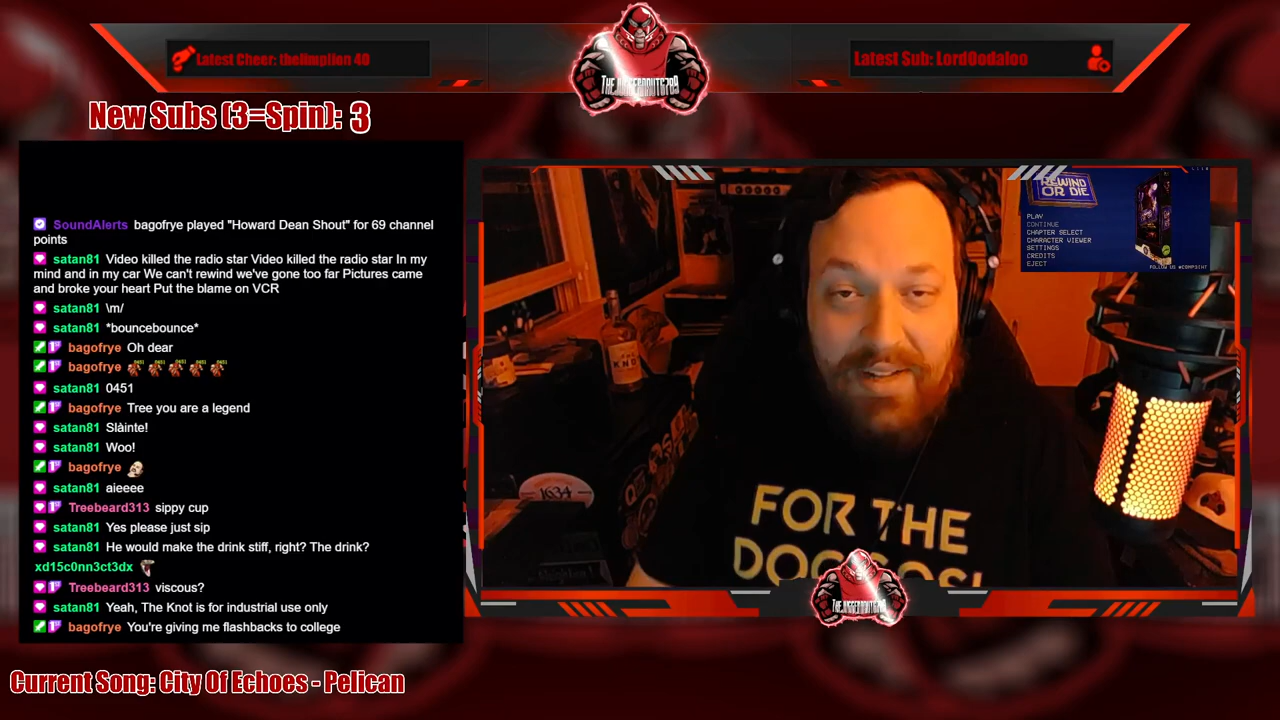 Latest Cheer: thelimption 40
THEJUGGERNAUT6789
Latest Sub: LordOodaloo
New Subs (3=Spin): 3
SoundAlerts bagofrye played "Howard Dean Shout" for 69 channel
points
satan81 Video killed the radio star Video killed the radio star In my
mind and in my car We can't rewind we've gone too far Pictures came
and broke your heart Put the blame on VCR
satan81 \m/
satan81 *bouncebounce*
bagofrye Oh dear
bagofrye
satan81 0451
bagofrye Tree you are a legend
satan81 Slàinte!
satan81 Woo!
bagofrye
satan81 aieeee
Treebeard313 sippy cup
satan81 Yes please just sip
satan81 He would make the drink stiff, right? The drink?
xd15c0nn3ct3dx
Treebeard313 viscous?
satan81 Yeah, The Knot is for industrial use only
bagofrye You're giving me flashbacks to college
REWIND
OR DIE
PLAY
CONTINUE
CHAPTER SELECT
CHARACTER VIEWER
SETTINGS
CREDITS
EJECT
FOLLOW US
KNOT
1634
FOR THE
THEJUGGERNAUT6789
Current Song: City Of Echoes - Pelican